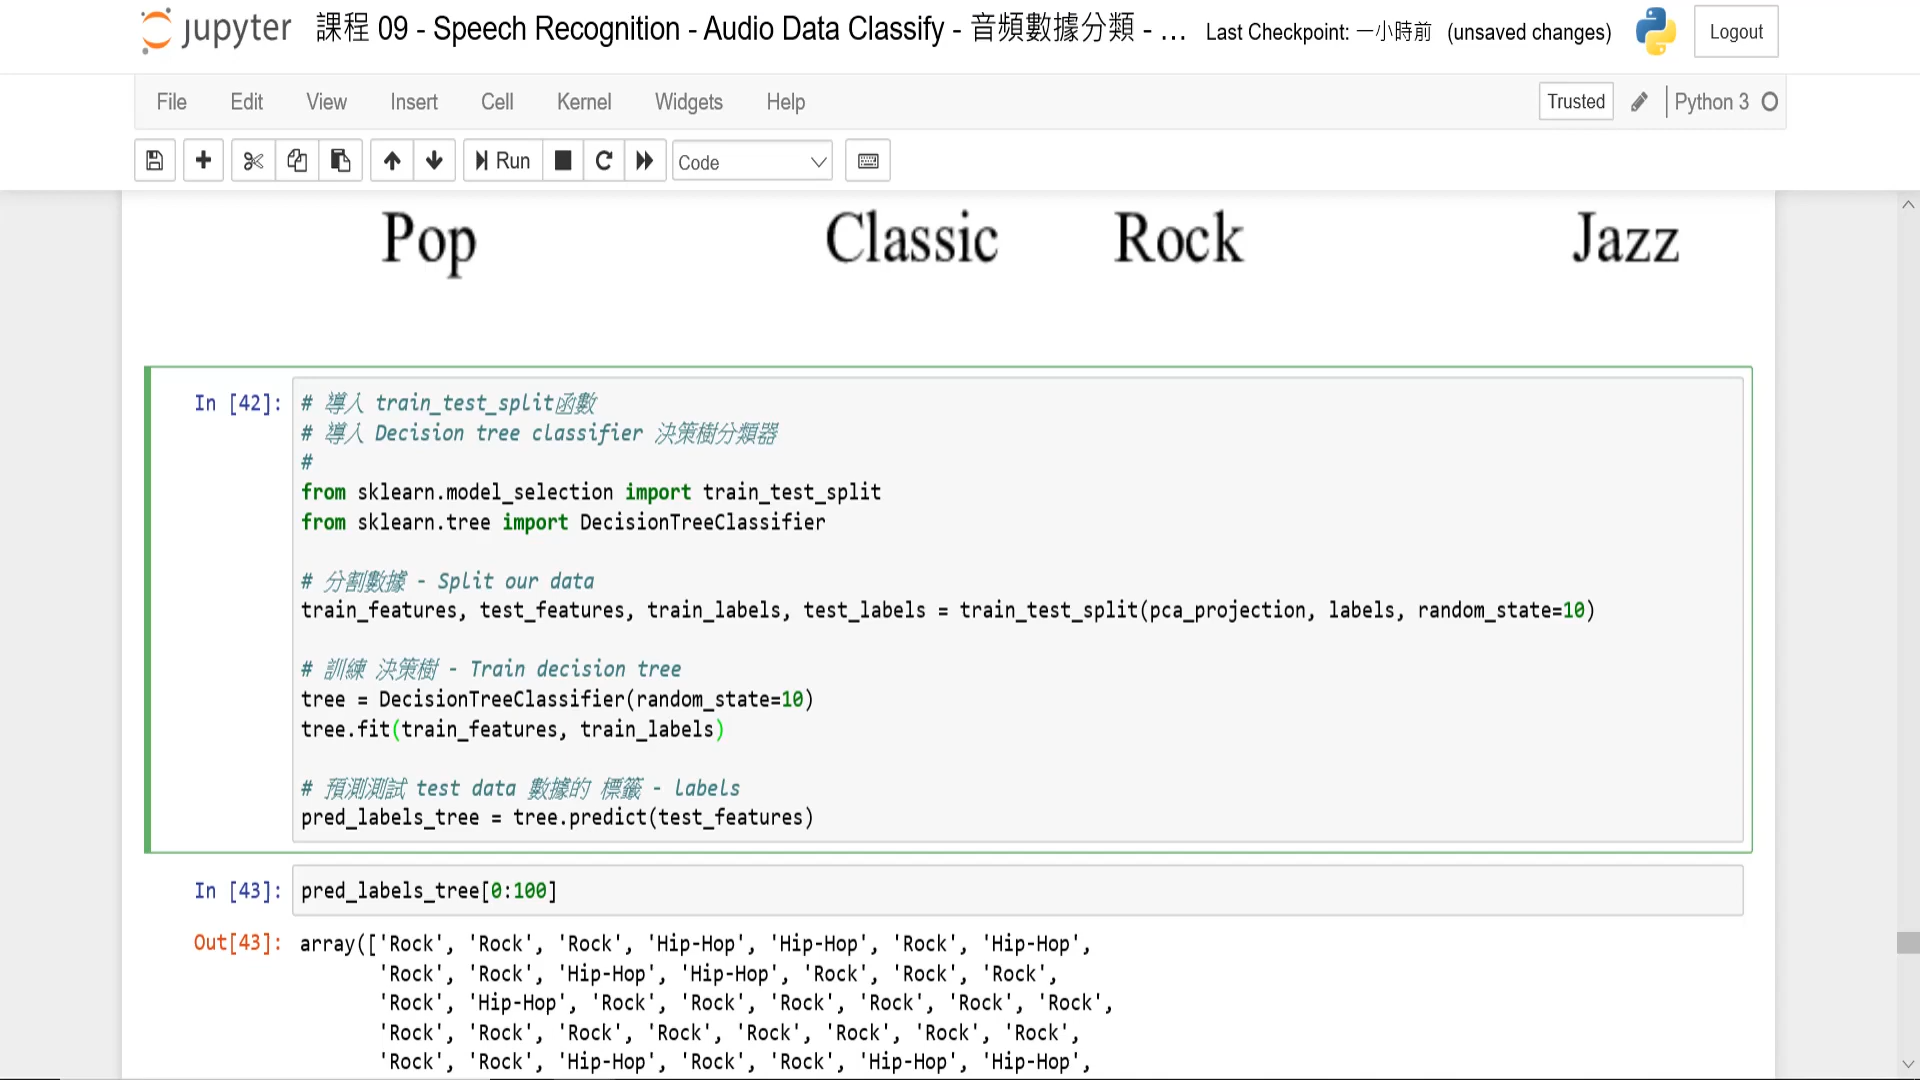 jupyter 課程 09 - Speech Recognition - Audio Data Classify - 音頻數據分類 - ... Last Checkpoint: 一小時前 (unsaved changes) Logout
File Edit View Insert Cell Kernel Widgets Help Trusted Python 3
Run Code
Pop Classic Rock Jazz
In [42]: # 導入 train_test_split函數
# 導入 Decision tree classifier 決策樹分類器
#
from sklearn.model_selection import train_test_split
from sklearn.tree import DecisionTreeClassifier
# 分割數據 - Split our data
train_features, test_features, train_labels, test_labels = train_test_split(pca_projection, labels, random_state=10)
# 訓練 決策樹 - Train decision tree
tree = DecisionTreeClassifier(random_state=10)
tree.fit(train_features, train_labels)
# 預測測試 test data 數據的 標籤 - labels
pred_labels_tree = tree.predict(test_features)
In [43]: pred_labels_tree[0:100]
Out[43]: array(['Rock', 'Rock', 'Rock', 'Hip-Hop', 'Hip-Hop', 'Rock', 'Hip-Hop',
'Rock', 'Rock', 'Hip-Hop', 'Hip-Hop', 'Rock', 'Rock', 'Rock',
'Rock', 'Hip-Hop', 'Rock', 'Rock', 'Rock', 'Rock', 'Rock', 'Rock',
'Rock', 'Rock', 'Rock', 'Rock', 'Rock', 'Rock', 'Rock', 'Rock',
'Rock', 'Rock', 'Hip-Hop', 'Rock', 'Rock', 'Hip-Hop', 'Hip-Hop',